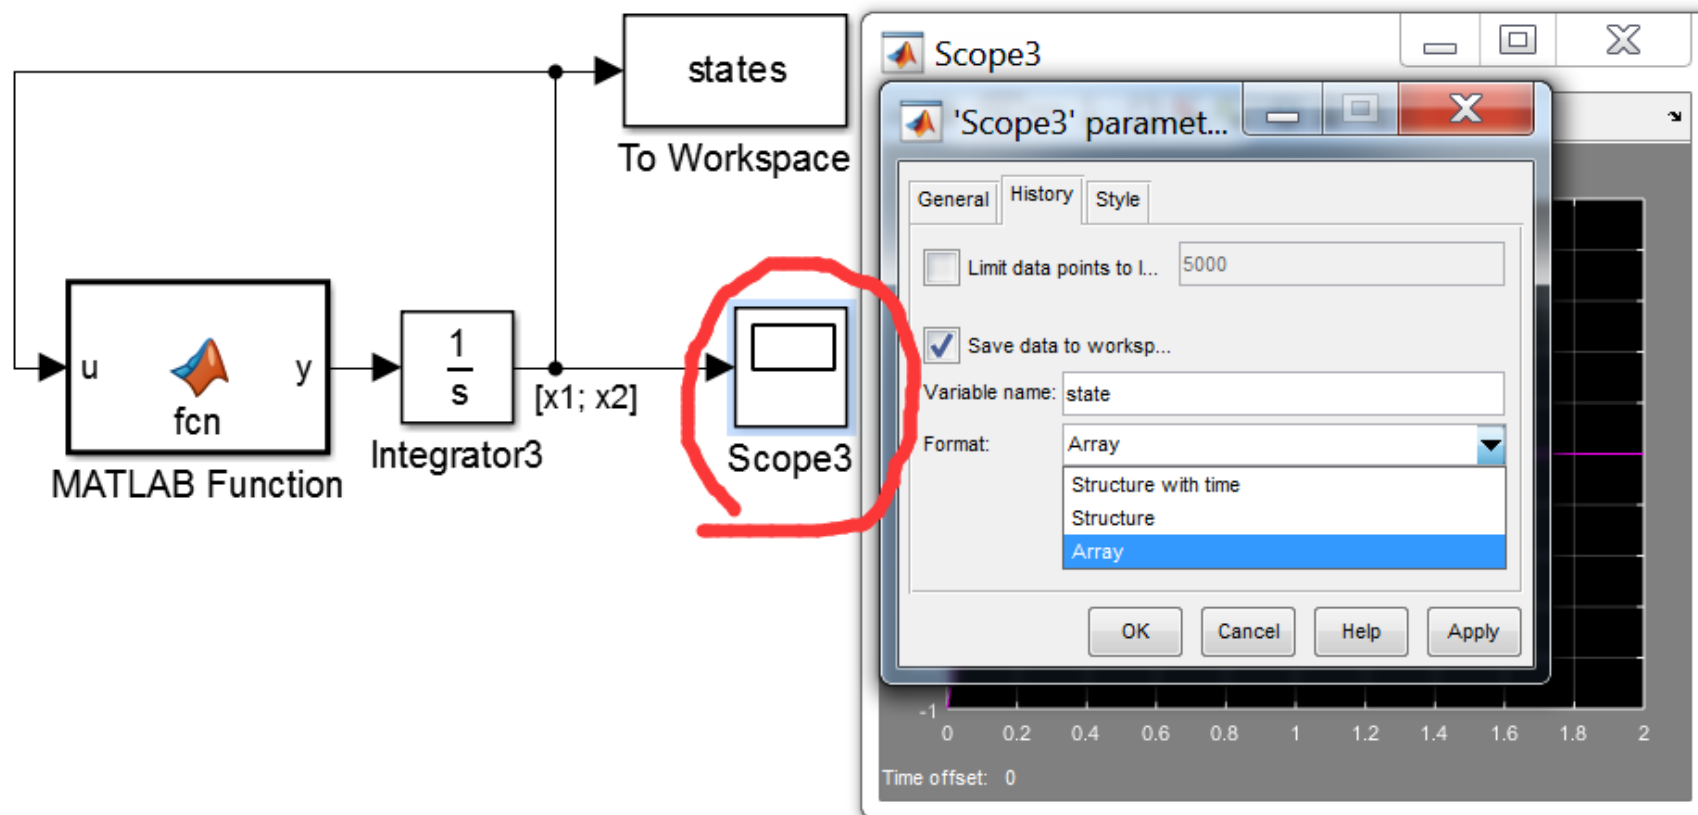 states
To Workspace
u
y
fcn
MATLAB Function
1
s
Integrator3
[x1; x2]
Scope3
Scope3
'Scope3' paramet...
General
History
Style
Limit data points to l...
5000
Save data to worksp...
Variable name:
state
Format:
Array
Structure with time
Structure
Array
OK
Cancel
Help
Apply
-1
0
0.2
0.4
0.6
0.8
1
1.2
1.4
1.6
1.8
2
Time offset: 0